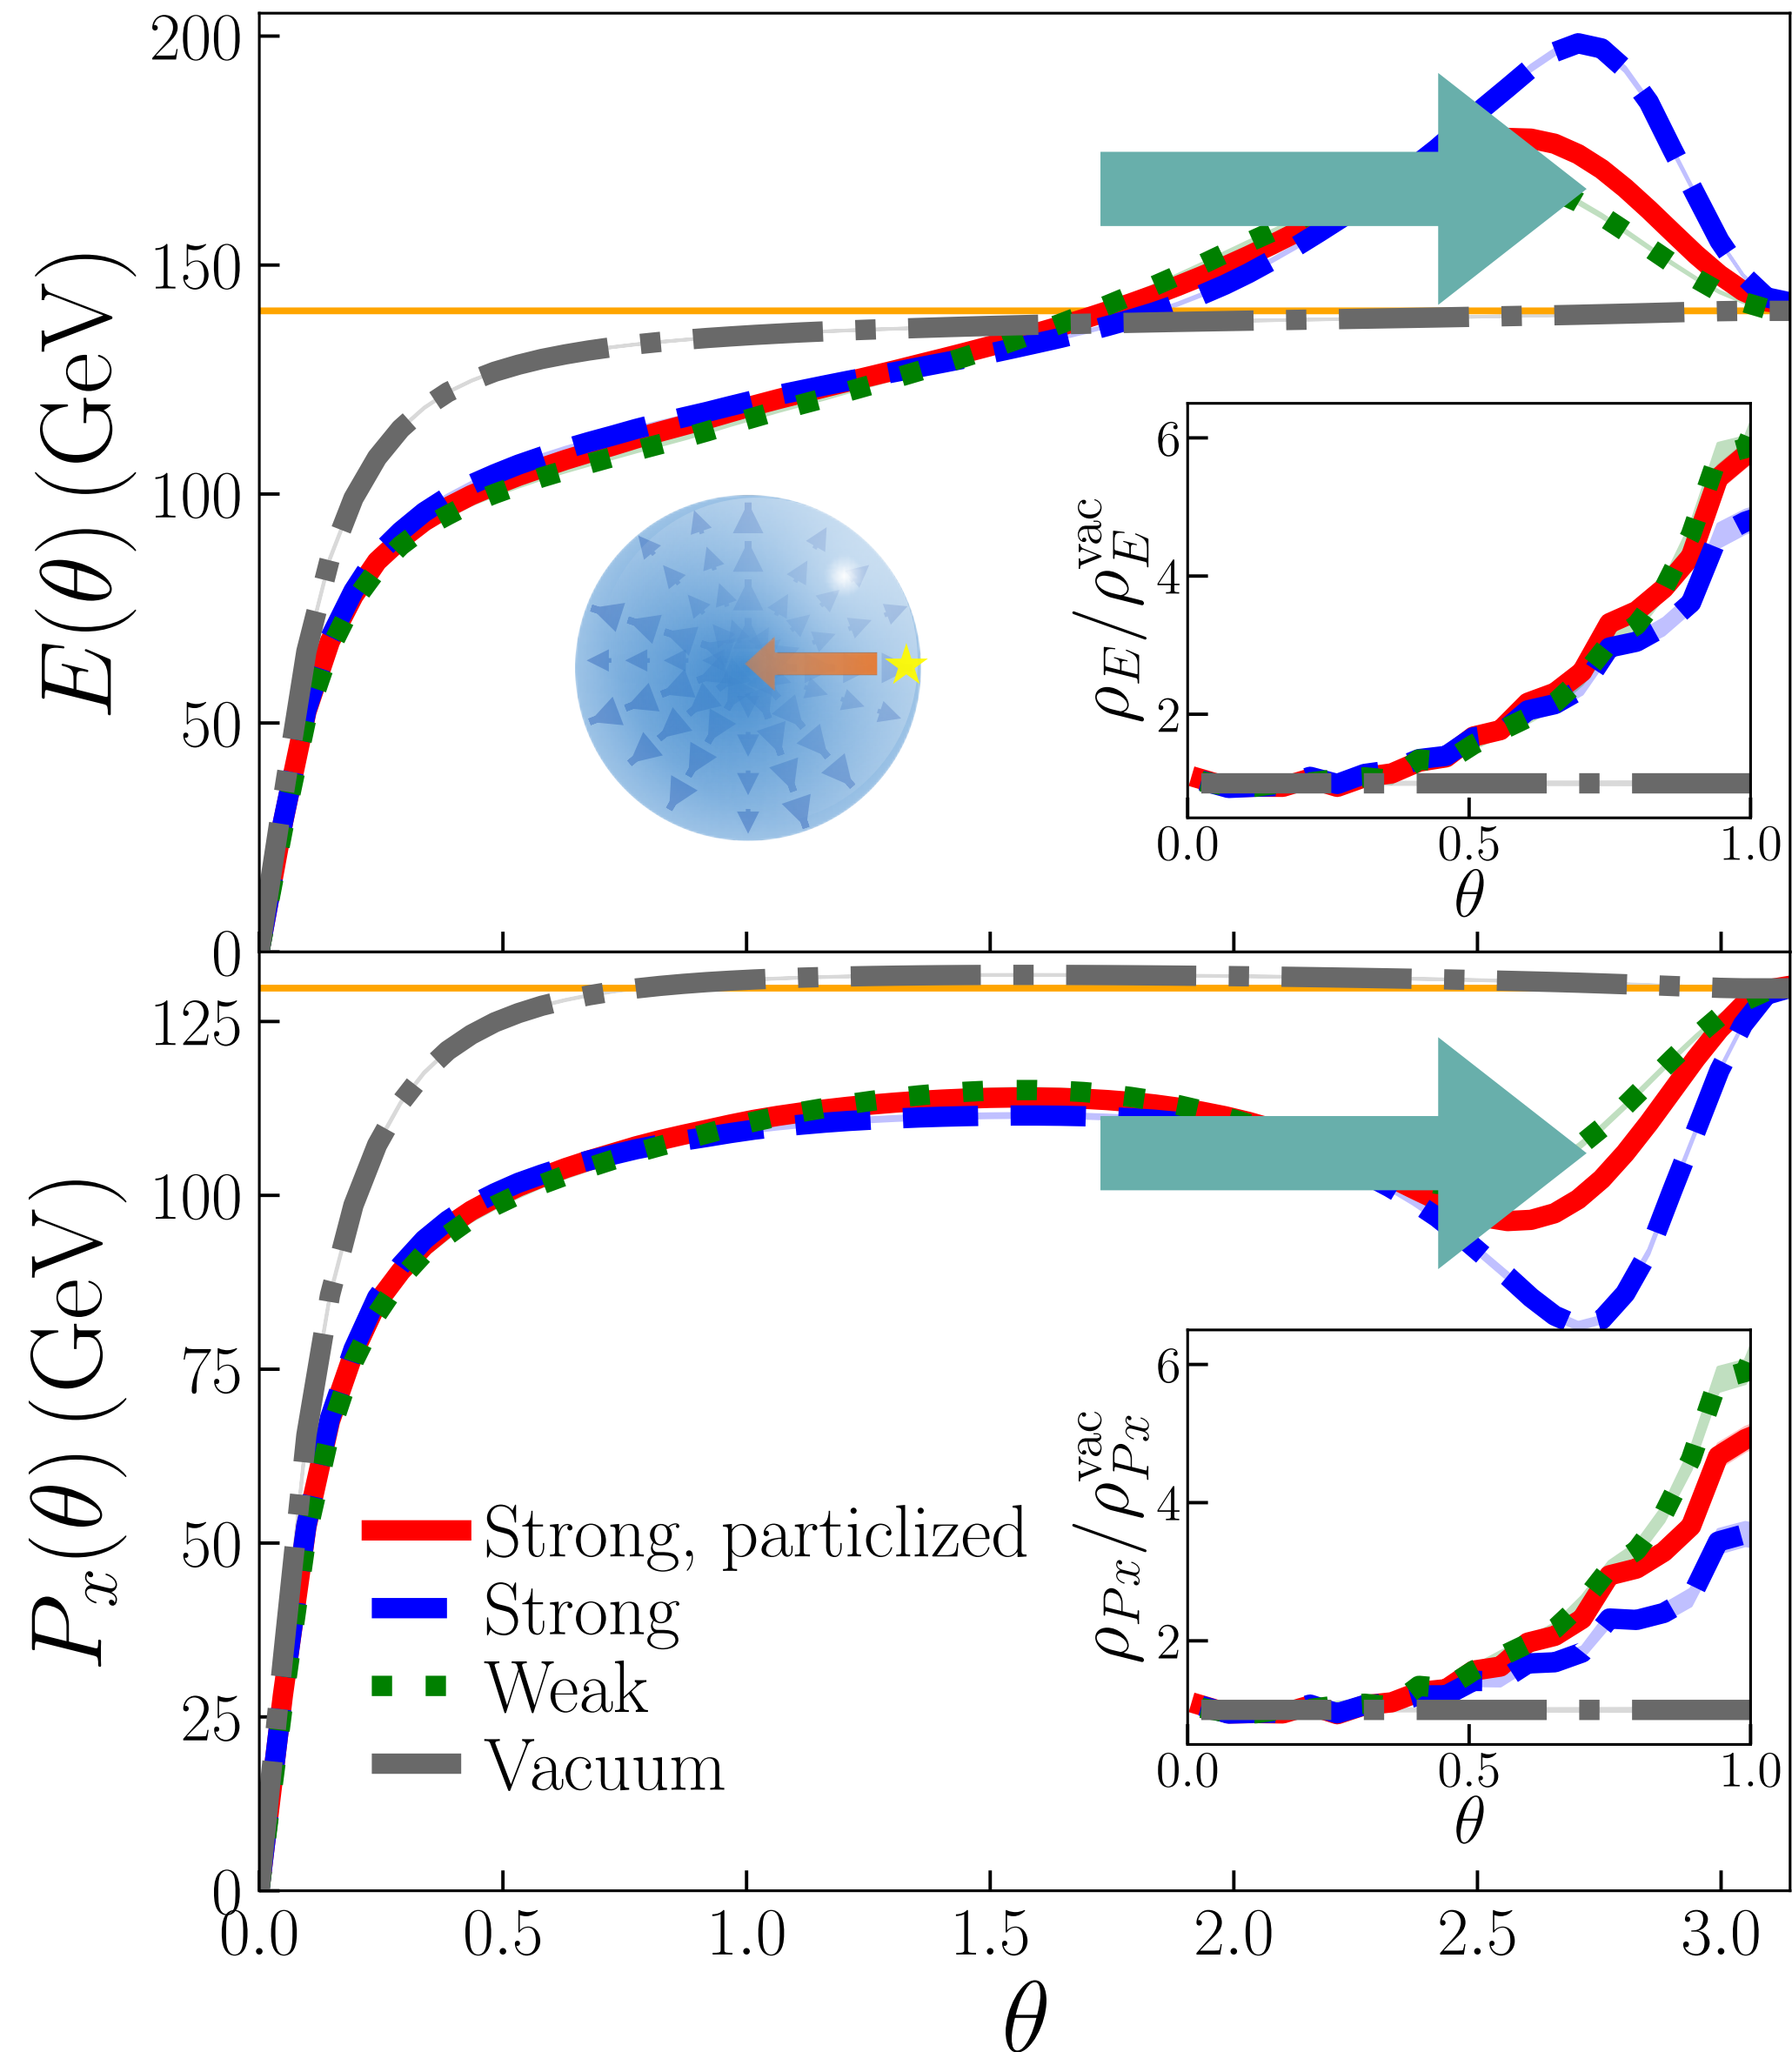 200
150
100
50
0
E(θ) (GeV)
6
4
2
ρ_E/ρ_E^vac
0.0 0.5 1.0
θ
125
100
75
50
25
0
P_x(θ) (GeV)
Strong, particlized
Strong
Weak
Vacuum
6
4
2
ρ_{P_x}/ρ_{P_x}^vac
0.0 0.5 1.0
θ
0.0 0.5 1.0 1.5 2.0 2.5 3.0
θ